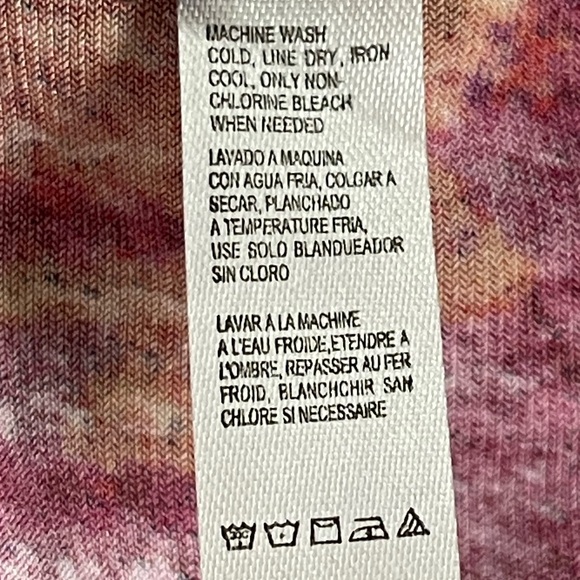 MACHINE WASH
COLD, LINE DRY, IRON
COOL, ONLY NON-
CHLORINE BLEACH
WHEN NEEDED
LAVADO A MAQUINA
CON AGUA FRIA, COLGAR A
SECAR, PLANCHADO
A TEMPERATURE FRIA,
USE SOLO BLANDUEADOR
SIN CLORO
LAVAR A LA MACHINE
A L'EAU FROIDE,ETENDRE A
L'OMBRE, REPASSER AU FER
FROID, BLANCHCHIR SAN
CHLORE SI NECESSAIRE